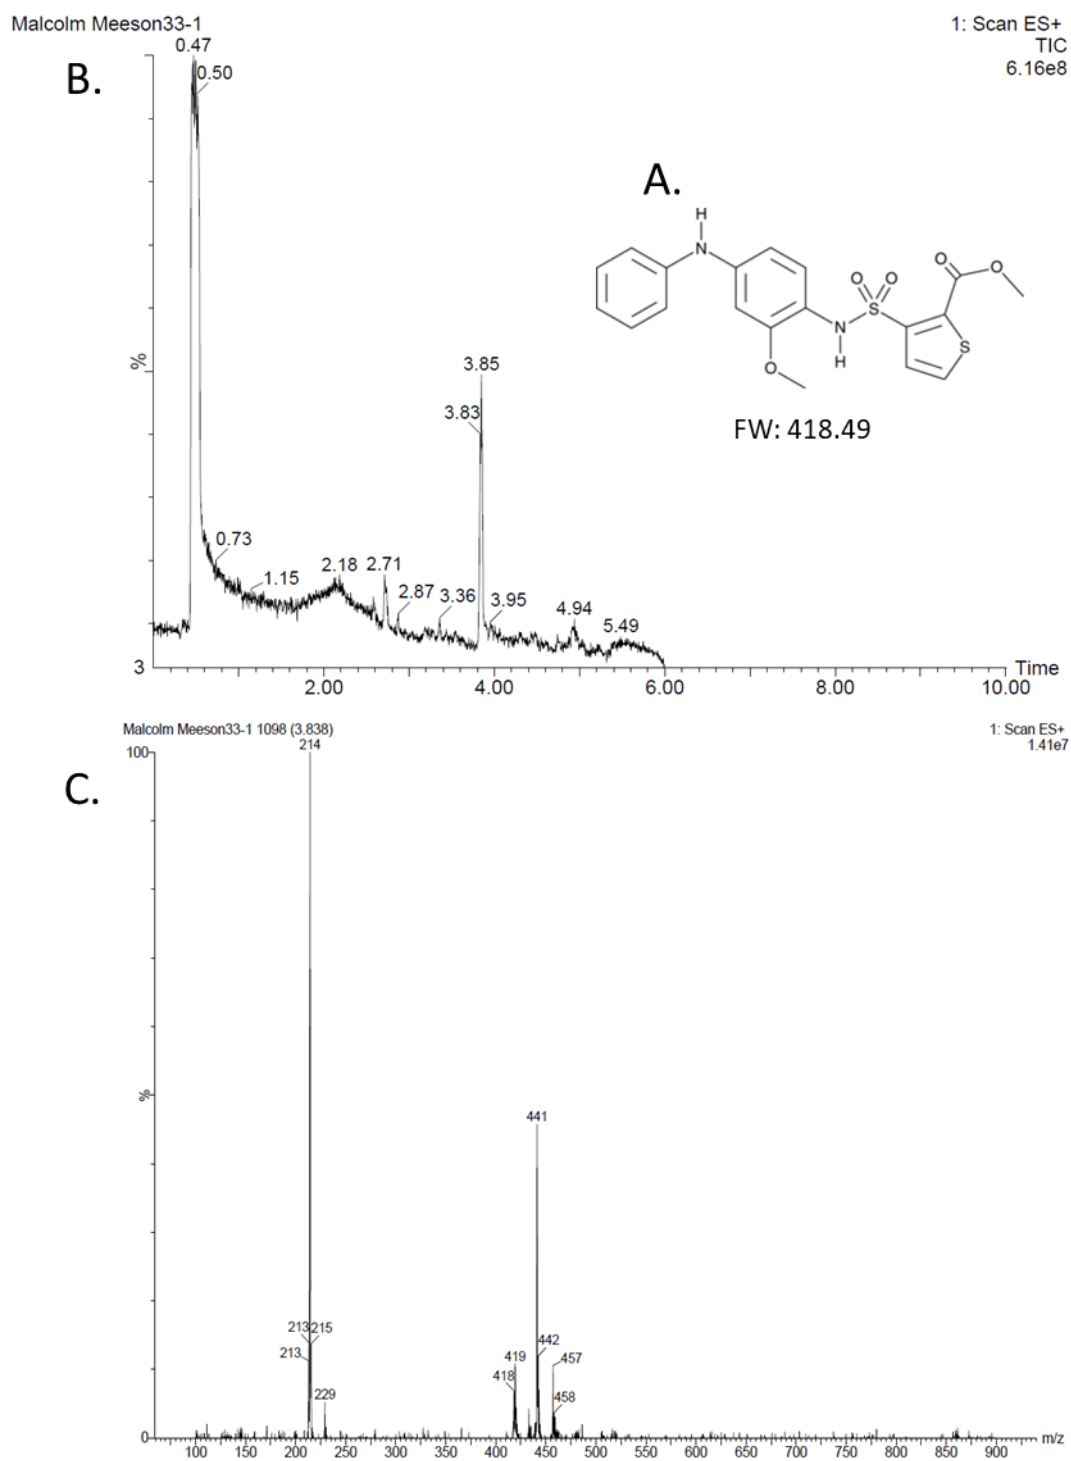 Malcolm Meeson33-1
1: Scan ES+
TIC
6.16e8
B.
0.47
0.50
A.
H
N
O
O
O
O
S
N
H
S
O
FW: 418.49
%
3.85
3.83
0.73
1.15
2.18
2.71
2.87
3.36
3.95
4.94
5.49
3
Time
2.00
4.00
6.00
8.00
10.00
Malcolm Meeson33-1 1098 (3.838)
1: Scan ES+
1.41e7
C.
100
214
%
441
213
215
213
229
419
418
442
457
458
0
m/z
100
150
200
250
300
350
400
450
500
550
600
650
700
750
800
850
900